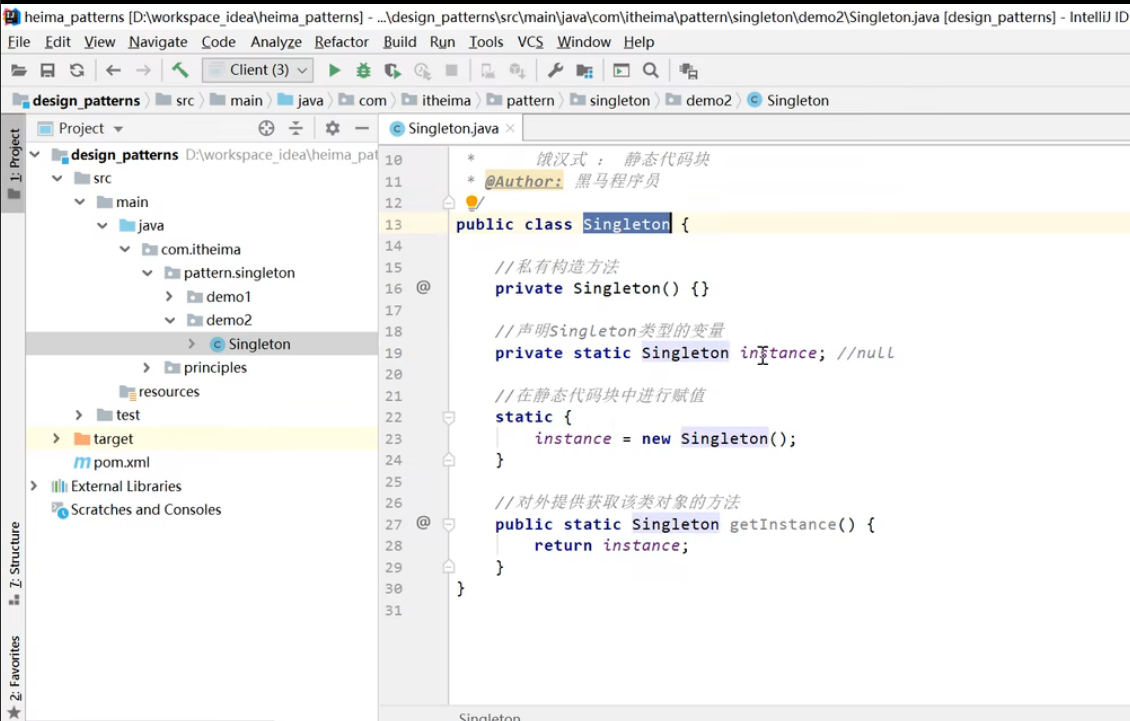 heima_patterns [D:\workspace_idea\heima_patterns] - ...\design_patterns\src\main\java\com\itheima\pattern\singleton\demo2\Singleton.java [design_patterns] - IntelliJ ID
File Edit View Navigate Code Analyze Refactor Build Run Tools VCS Window Help
Client (3)
design_patterns src main java com itheima pattern singleton demo2 Singleton
1: Project
Project
design_patterns D:\workspace_idea\heima_pat
src
main
java
com.itheima
pattern.singleton
demo1
demo2
Singleton
principles
resources
test
target
pom.xml
External Libraries
Scratches and Consoles
7: Structure
2: Favorites
Singleton.java
10 * 饿汉式 : 静态代码块
11 * @Author: 黑马程序员
12 */
13 public class Singleton {
14
15 //私有构造方法
16 @ private Singleton() {}
17
18 //声明Singleton类型的变量
19 private static Singleton instance; //null
20
21 //在静态代码块中进行赋值
22 static {
23 instance = new Singleton();
24 }
25
26 //对外提供获取该类对象的方法
27 @ public static Singleton getInstance() {
28 return instance;
29 }
30 }
31
Singleton